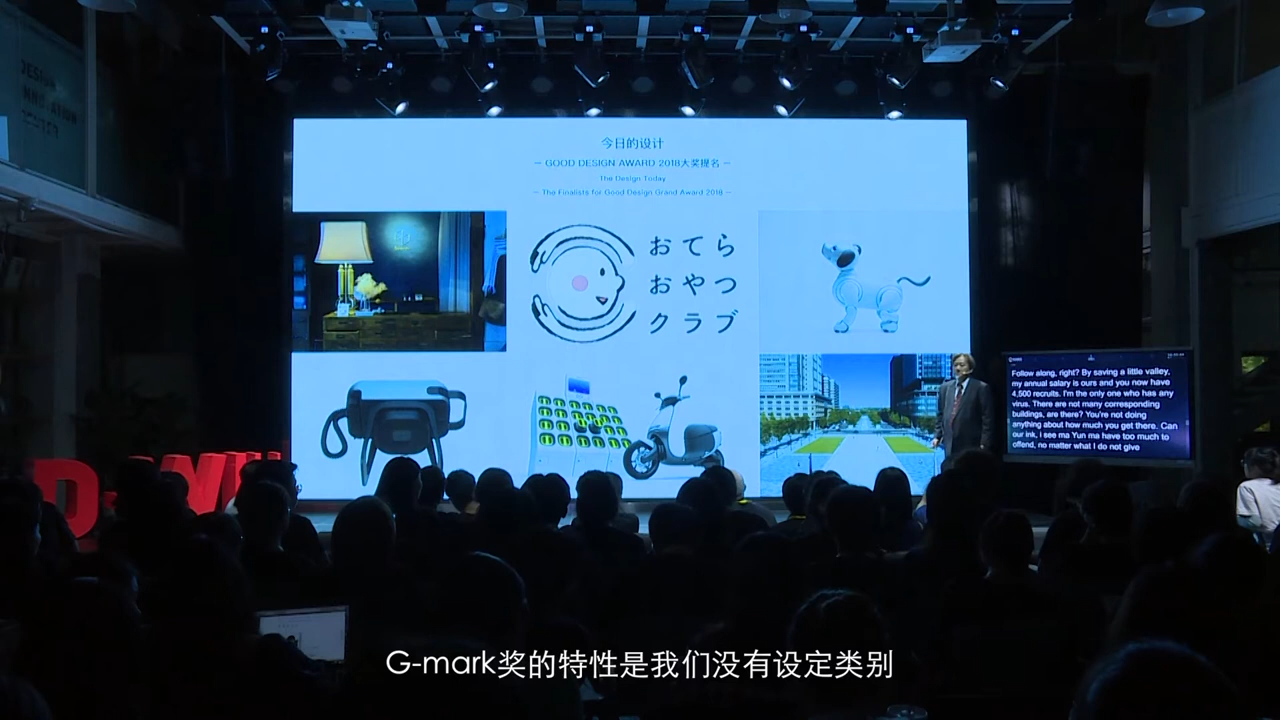 今日的设计
— GOOD DESIGN AWARD 2018大奖提名 —
The Design Today
— The Finalists for Good Design Grand Award 2018 —
おてら
おやつ
クラブ
Follow along, right? By saving a little valley,
my annual salary is ours and you now have
4,500 recruits. I'm the only one who has any
virus. There are not many corresponding
buildings, are there? You're not doing
anything about how much you get there. Can
our ink, i see ma Yun ma have too much to
offend, no matter what I do not give
G-mark奖的特性是我们没有设定类别